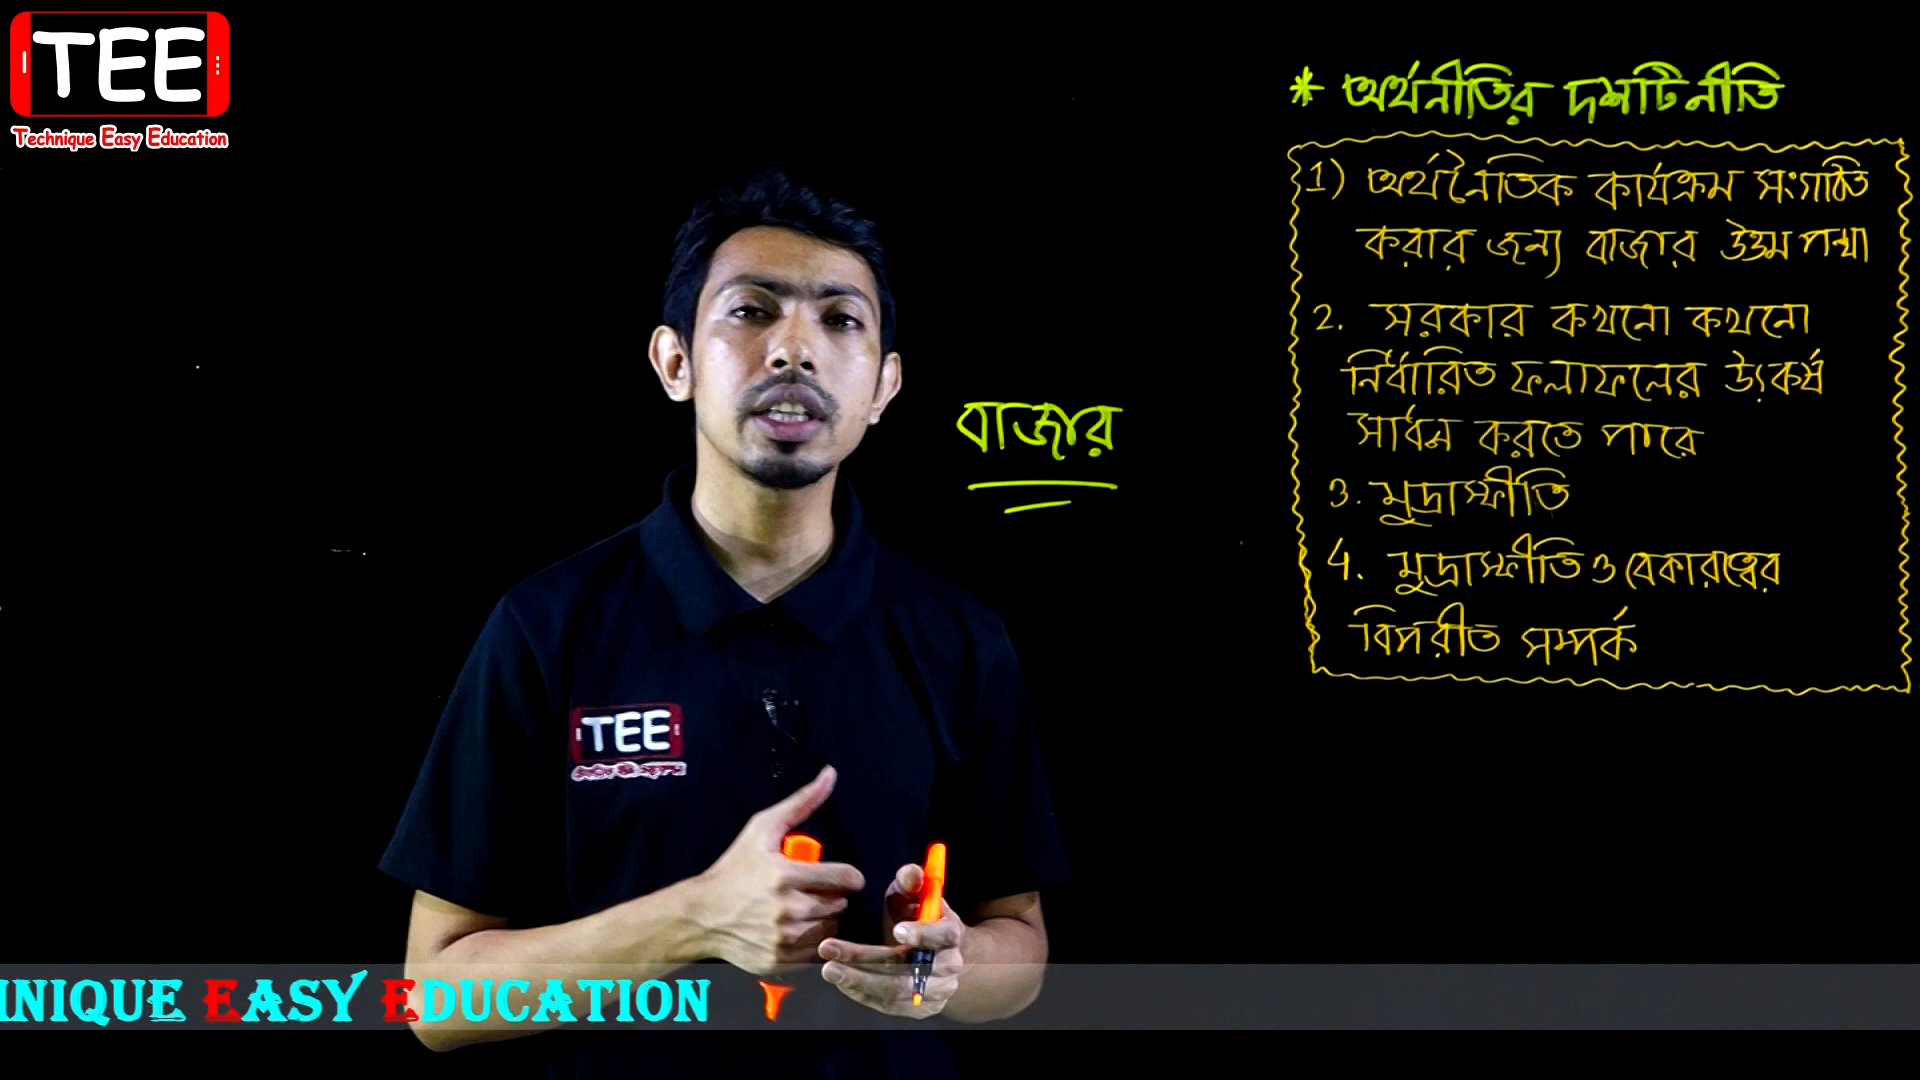 TEE
Technique Easy Education
* অর্থনীতির দশটি নীতি
1) অর্থনৈতিক কার্যক্রম সংগঠিত
করার জন্য বাজার উত্তম পন্থা
2. সরকার কখনো কখনো
নির্ধারিত ফলাফলের উৎকর্ষ
সাধন করতে পারে
3. মুদ্রাস্ফীতি
4. মুদ্রাস্ফীতি ও বেকারত্বের
বিপরীত সম্পর্ক
বাজার
TEE
INIQUE EASY EDUCATION